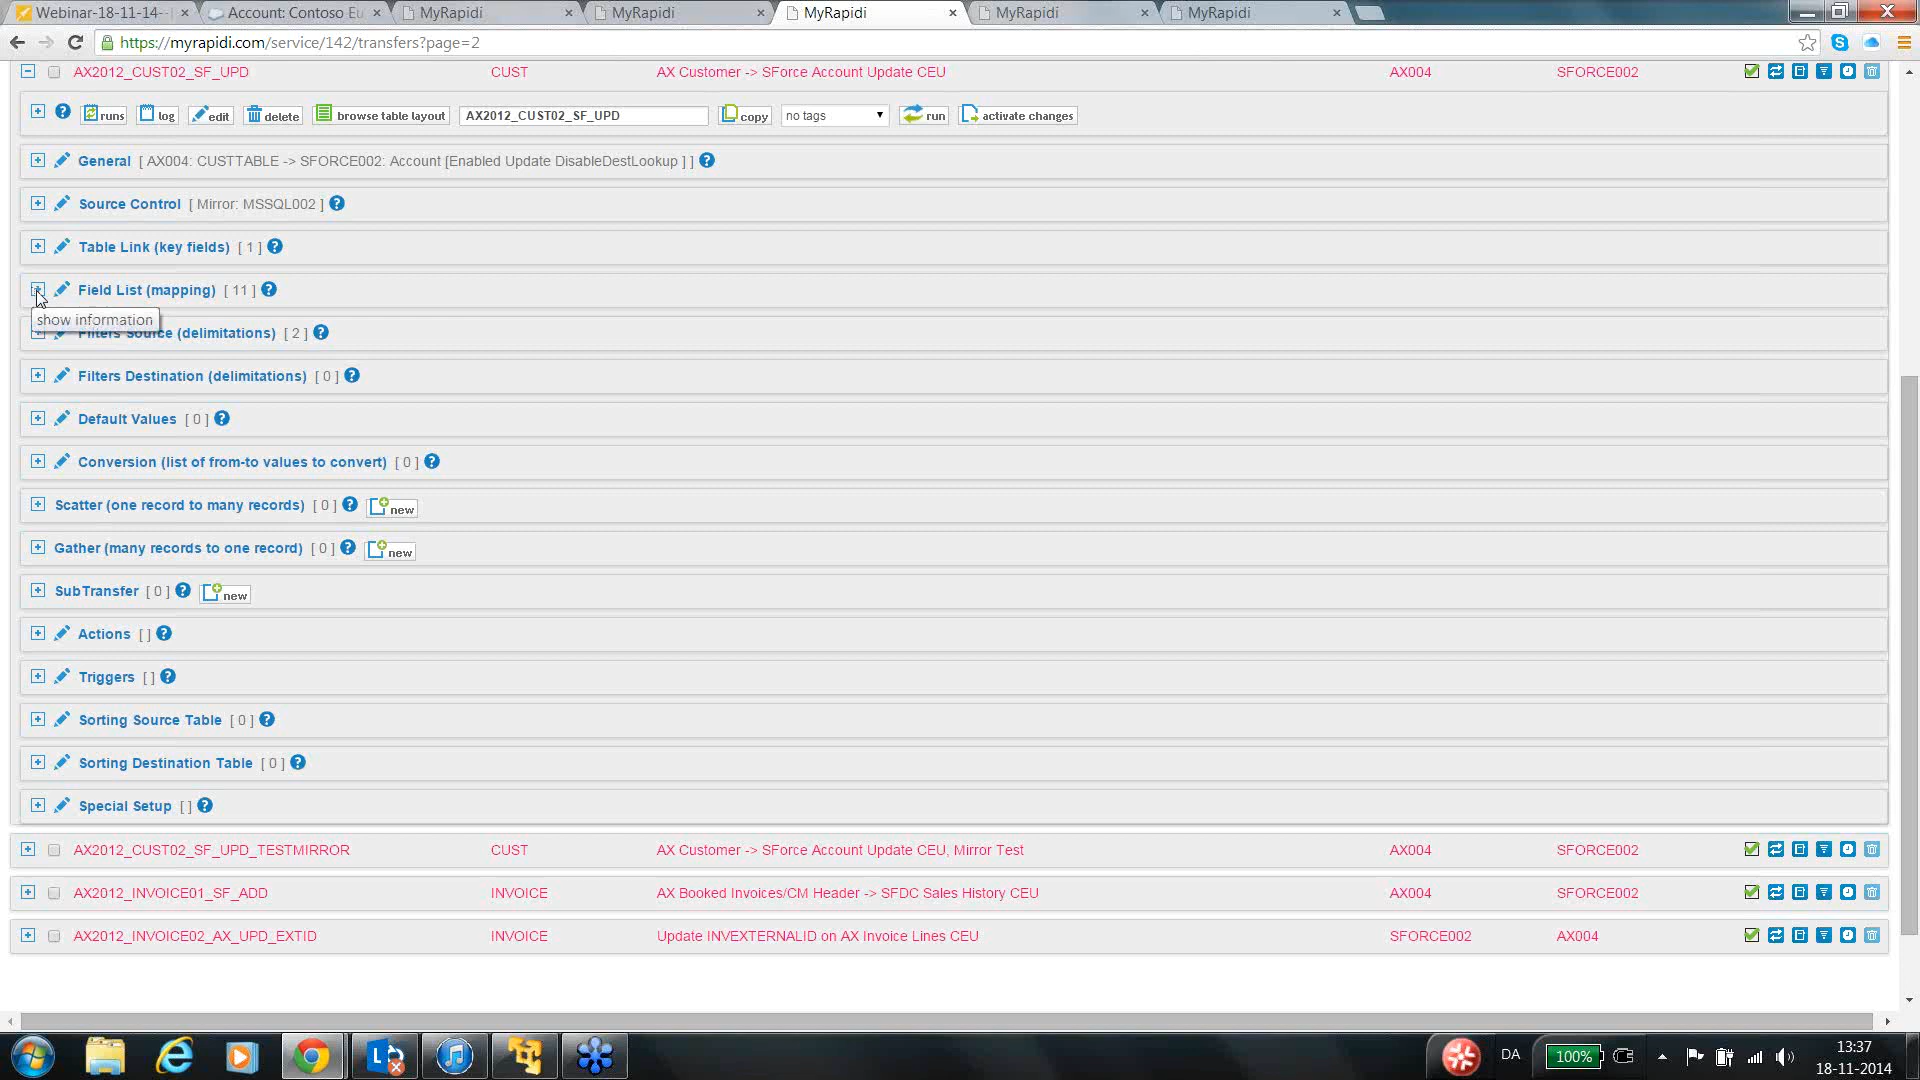 Webinar-18-11-14-- Account: Contoso Eu MyRapidi MyRapidi MyRapidi MyRapidi MyRapidi
https://myrapidi.com/service/142/transfers?page=2
AX2012_CUST02_SF_UPD CUST AX Customer -> SForce Account Update CEU AX004 SFORCE002
runs log edit delete browse table layout AX2012_CUST02_SF_UPD copy no tags run activate changes
General [ AX004: CUSTTABLE -> SFORCE002: Account [Enabled Update DisableDestLookup ] ]
Source Control [ Mirror: MSSQL002 ]
Table Link (key fields) [ 1 ]
Field List (mapping) [ 11 ]
show information
Filters Source (delimitations) [ 2 ]
Filters Destination (delimitations) [ 0 ]
Default Values [ 0 ]
Conversion (list of from-to values to convert) [ 0 ]
Scatter (one record to many records) [ 0 ] new
Gather (many records to one record) [ 0 ] new
SubTransfer [ 0 ] new
Actions [ ]
Triggers [ ]
Sorting Source Table [ 0 ]
Sorting Destination Table [ 0 ]
Special Setup [ ]
AX2012_CUST02_SF_UPD_TESTMIRROR CUST AX Customer -> SForce Account Update CEU, Mirror Test AX004 SFORCE002
AX2012_INVOICE01_SF_ADD INVOICE AX Booked Invoices/CM Header -> SFDC Sales History CEU AX004 SFORCE002
AX2012_INVOICE02_AX_UPD_EXTID INVOICE Update INVEXTERNALID on AX Invoice Lines CEU SFORCE002 AX004
DA 100% 13:37
18-11-2014